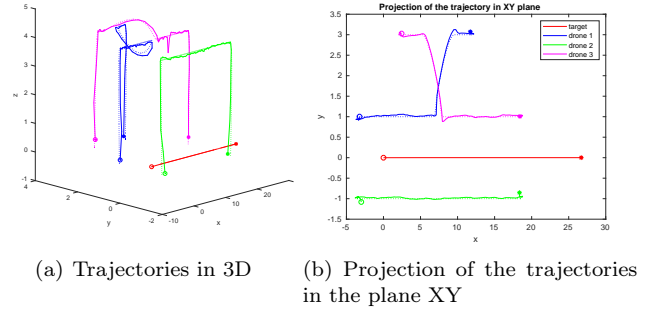 5
4
3
2
1
0
-1
z
4
2
0
-2
y
-10
0
10
20
30
x
Projection of the trajectory in XY plane
target
drone 1
drone 2
drone 3
3.5
3
2.5
2
1.5
1
0.5
0
-0.5
-1
-1.5
y
-5
0
5
10
15
20
25
30
x
(a) Trajectories in 3D
(b) Projection of the trajectories
in the plane XY